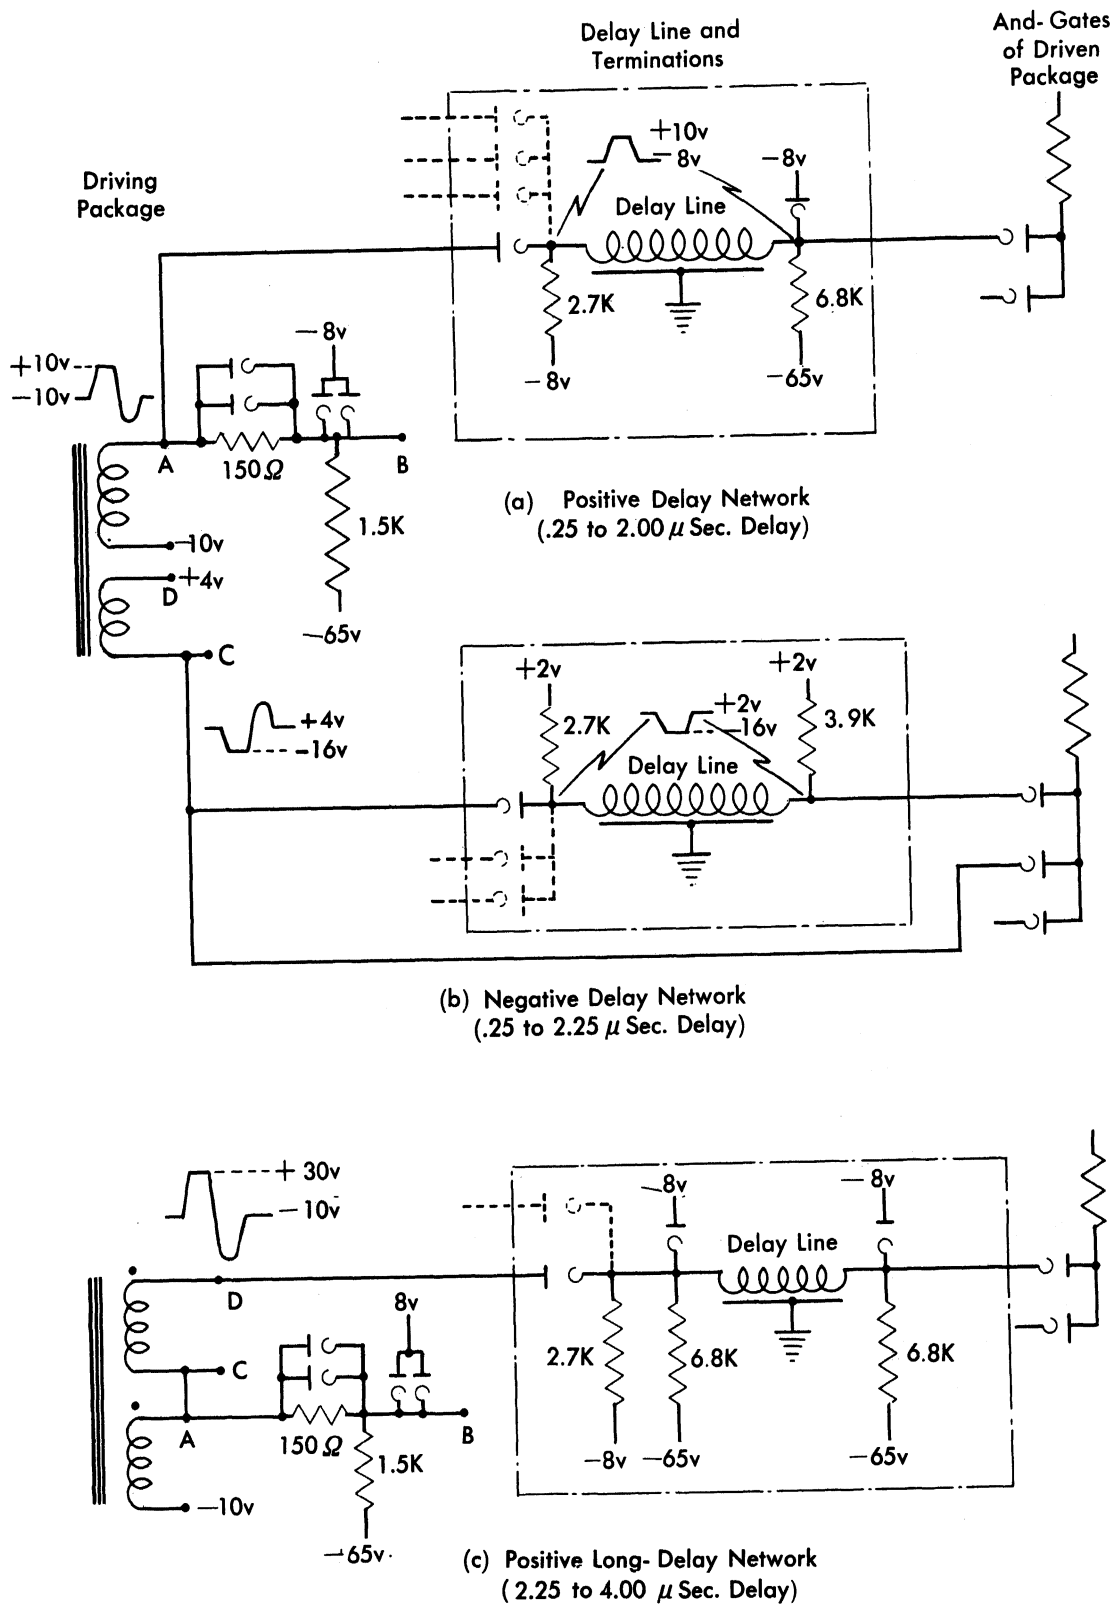 Delay Line and
Terminations
And- Gates
of Driven
Package
Driving
Package
+10v
-8v
-8v
Delay Line
2.7K
6.8K
-8v
-65v
+10v
-10v
-8v
A
150Ω
B
1.5K
-10v
+4v
D
-65v
C
(a) Positive Delay Network
(.25 to 2.00 μ Sec. Delay)
+4v
-16v
+2v
+2v
2.7K
+2v
-16v
3.9K
Delay Line
(b) Negative Delay Network
(.25 to 2.25 μ Sec. Delay)
+ 30v
-10v
-8v
-8v
Delay Line
D
8v
2.7K
6.8K
6.8K
C
A
150Ω
B
1.5K
-8v
-65v
-65v
-10v
-65v
(c) Positive Long- Delay Network
(2.25 to 4.00 μ Sec. Delay)